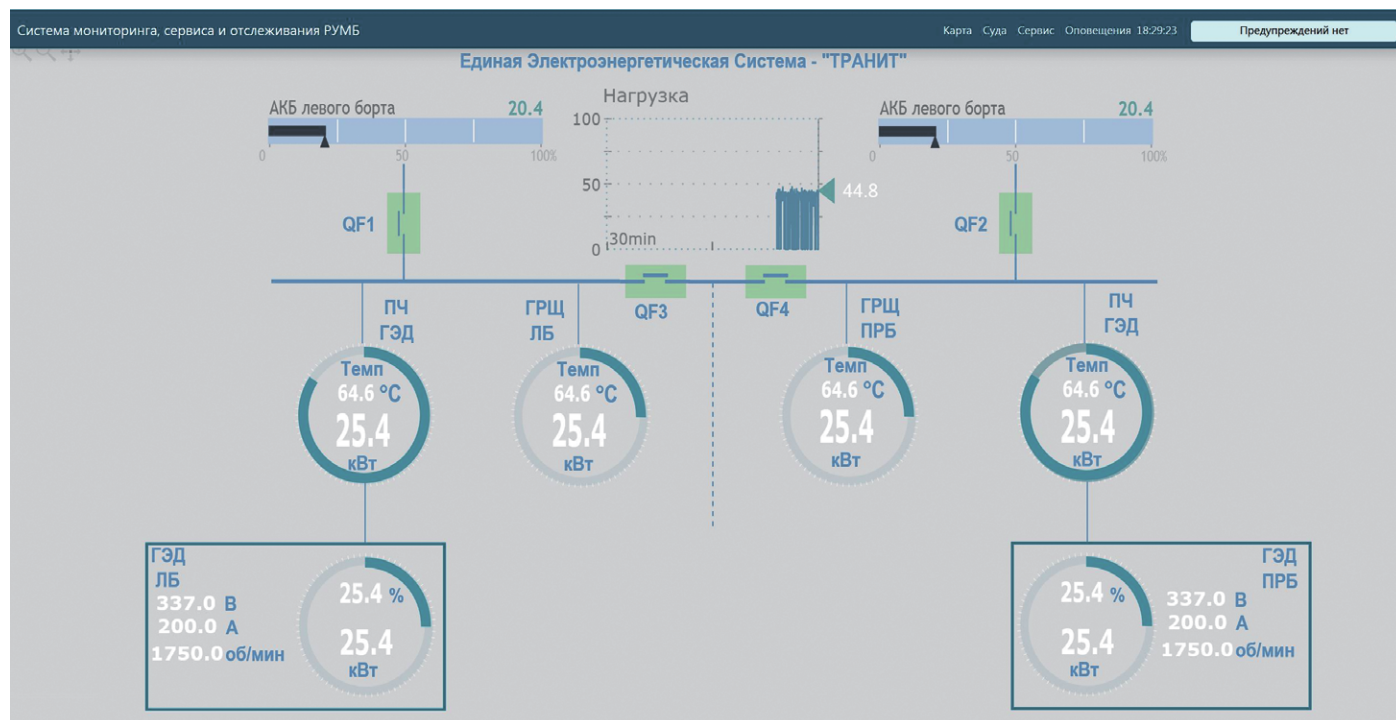 Система мониторинга, сервиса и отслеживания РУМБ
Карта Суда Сервис Оповещения 18:29:23 Предупреждений нет
Единая Электроэнергетическая Система - "ТРАНИТ"
АКБ левого борта 20.4
0 50 100%
Нагрузка
100
50
0
30min
44.8
АКБ левого борта 20.4
0 50 100%
QF1
QF2
QF3
QF4
ПЧ
ГЭД
Темп
64.6 °C
25.4
кВт
ГРЩ
ЛБ
Темп
64.6 °C
25.4
кВт
ГРЩ
ПРБ
Темп
64.6 °C
25.4
кВт
ПЧ
ГЭД
Темп
64.6 °C
25.4
кВт
ГЭД
ЛБ
337.0 В
200.0 А
1750.0 об/мин
25.4 %
25.4
кВт
25.4 %
25.4
кВт
ГЭД
ПРБ
337.0 В
200.0 А
1750.0 об/мин